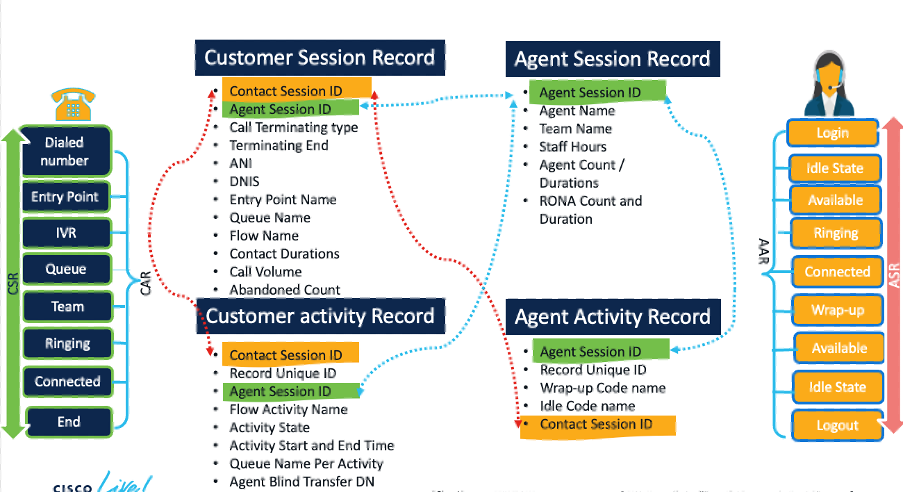 Customer Session Record
Contact Session ID
Agent Session ID
Call Terminating type
Terminating End
ANI
DNIS
Entry Point Name
Queue Name
Flow Name
Contact Durations
Call Volume
Abandoned Count
Agent Session Record
Agent Session ID
Agent Name
Team Name
Staff Hours
Agent Count /
Durations
RONA Count and
Duration
Customer activity Record
Contact Session ID
Record Unique ID
Agent Session ID
Flow Activity Name
Activity State
Activity Start and End Time
Queue Name Per Activity
Agent Blind Transfer DN
Agent Activity Record
Agent Session ID
Record Unique ID
Wrap-up Code name
Idle Code name
Contact Session ID
CSR
Dialed
number
Entry Point
IVR
Queue
Team
Ringing
Connected
End
CAR
AAR
Login
Idle State
Available
Ringing
Connected
Wrap-up
Available
Idle State
Logout
ASR
CISCO Live!